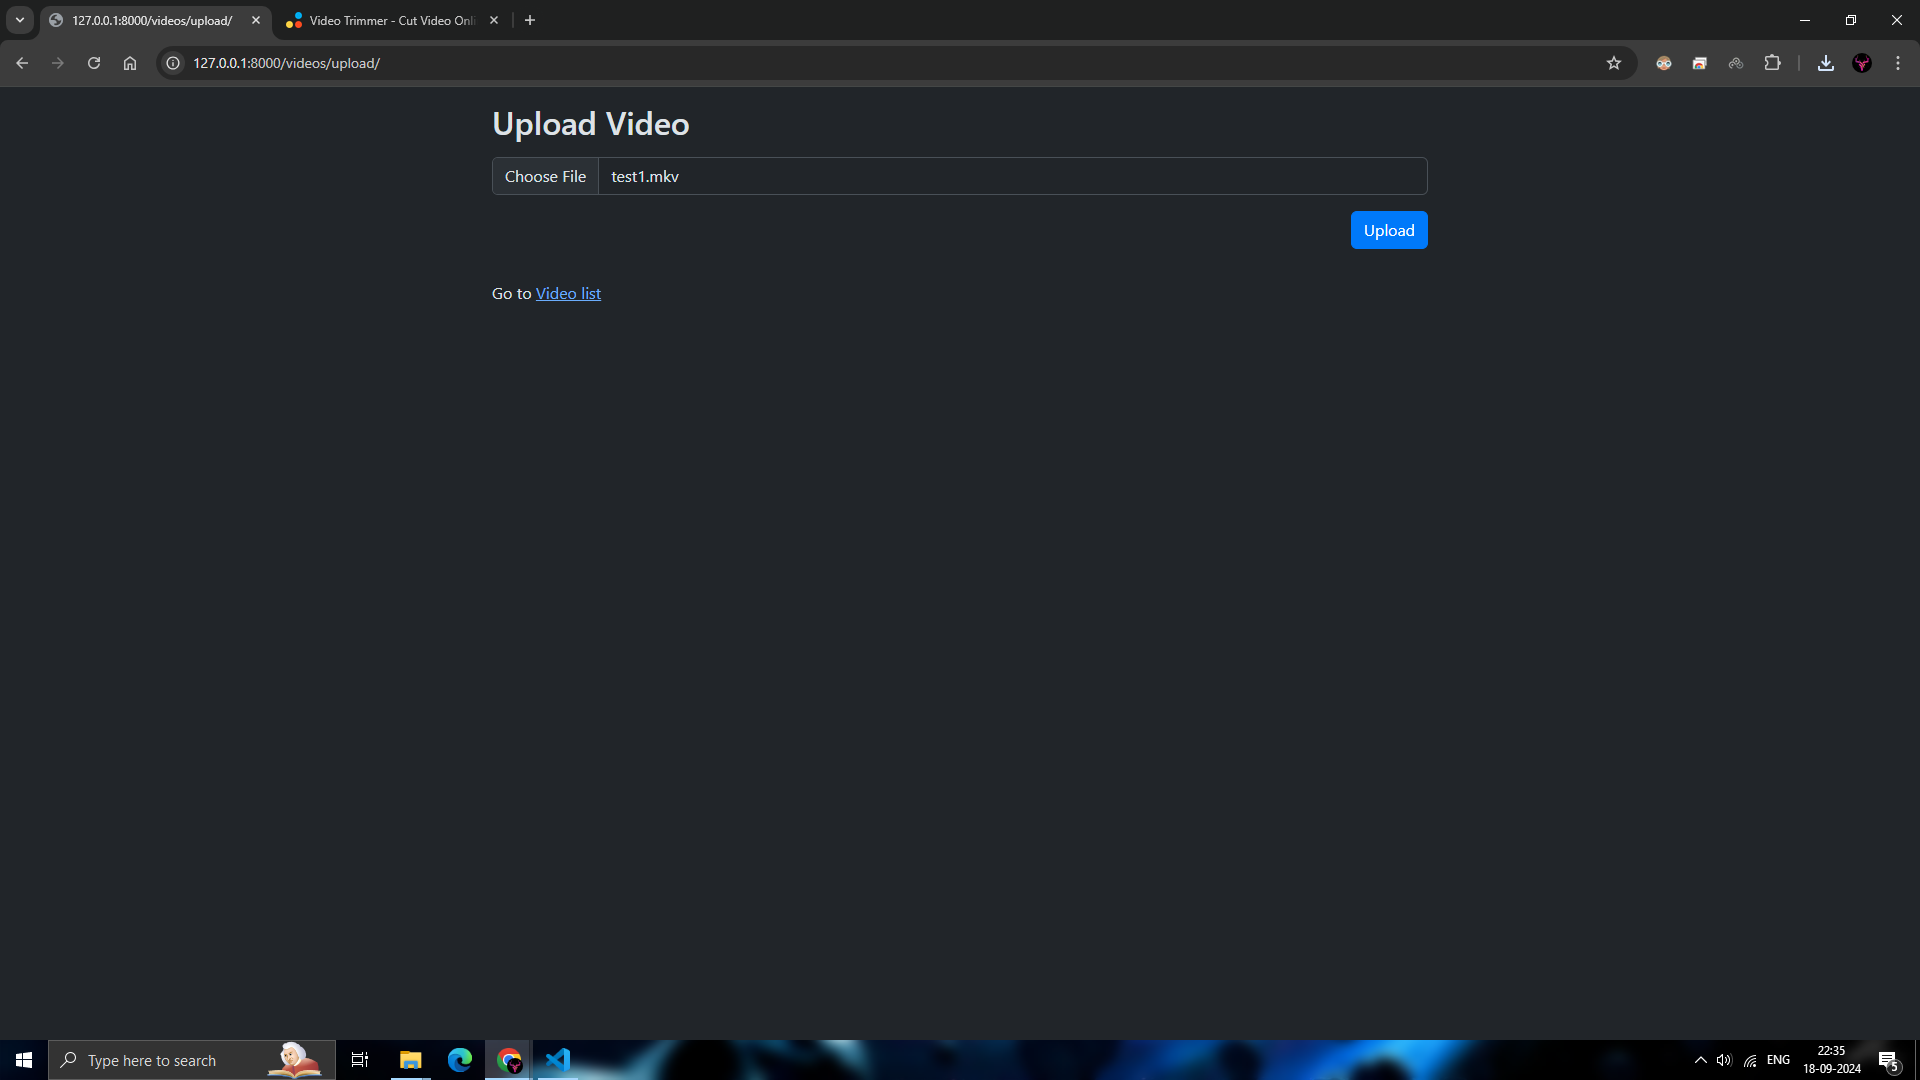 127.0.0.1:8000/videos/upload/
Video Trimmer - Cut Video Onli
127.0.0.1:8000/videos/upload/
Upload Video
Choose File test1.mkv
Upload
Go to Video list
Type here to search
ENG
22:35
18-09-2024
5